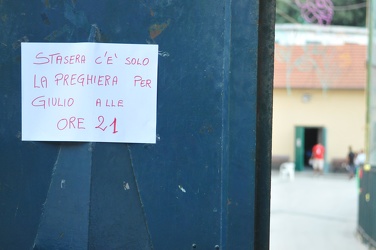 STASERA C'E' SOLO
LA PREGHIERA PER
GIULIO ALLE
ORE 21